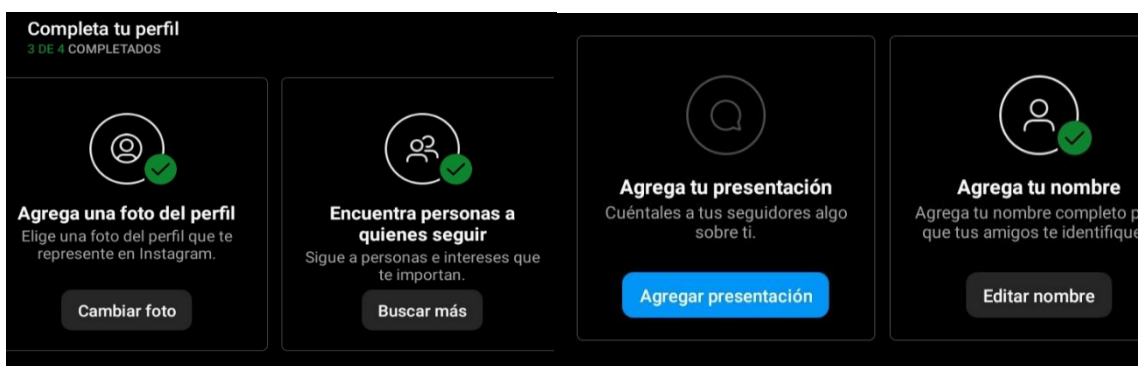 Completa tu perfil
3 DE 4 COMPLETADOS
Agrega una foto del perfil
Elige una foto del perfil que te
represente en Instagram.
Cambiar foto
Encuentra personas a
quienes seguir
Sigue a personas e intereses que
te importan.
Buscar más
Agrega tu presentación
Cuéntales a tus seguidores algo
sobre ti.
Agregar presentación
Agrega tu nombre
Agrega tu nombre completo
que tus amigos te
Editar nombre